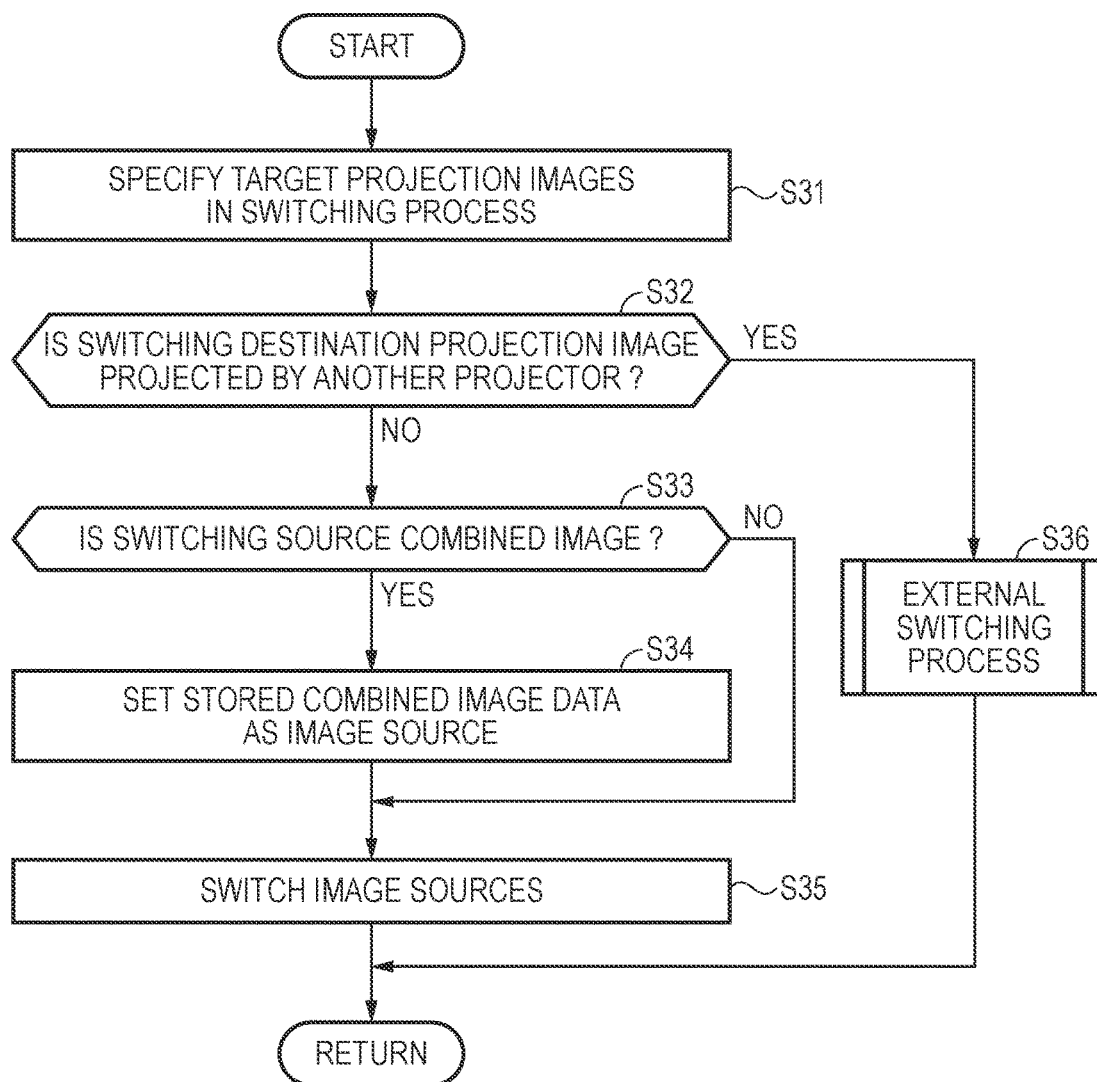 START
SPECIFY TARGET PROJECTION IMAGES
IN SWITCHING PROCESS
S31
S32
IS SWITCHING DESTINATION PROJECTION IMAGE
PROJECTED BY ANOTHER PROJECTOR ?
YES
NO
S33
IS SWITCHING SOURCE COMBINED IMAGE ?
NO
YES
S36
EXTERNAL
SWITCHING
PROCESS
S34
SET STORED COMBINED IMAGE DATA
AS IMAGE SOURCE
SWITCH IMAGE SOURCES
S35
RETURN